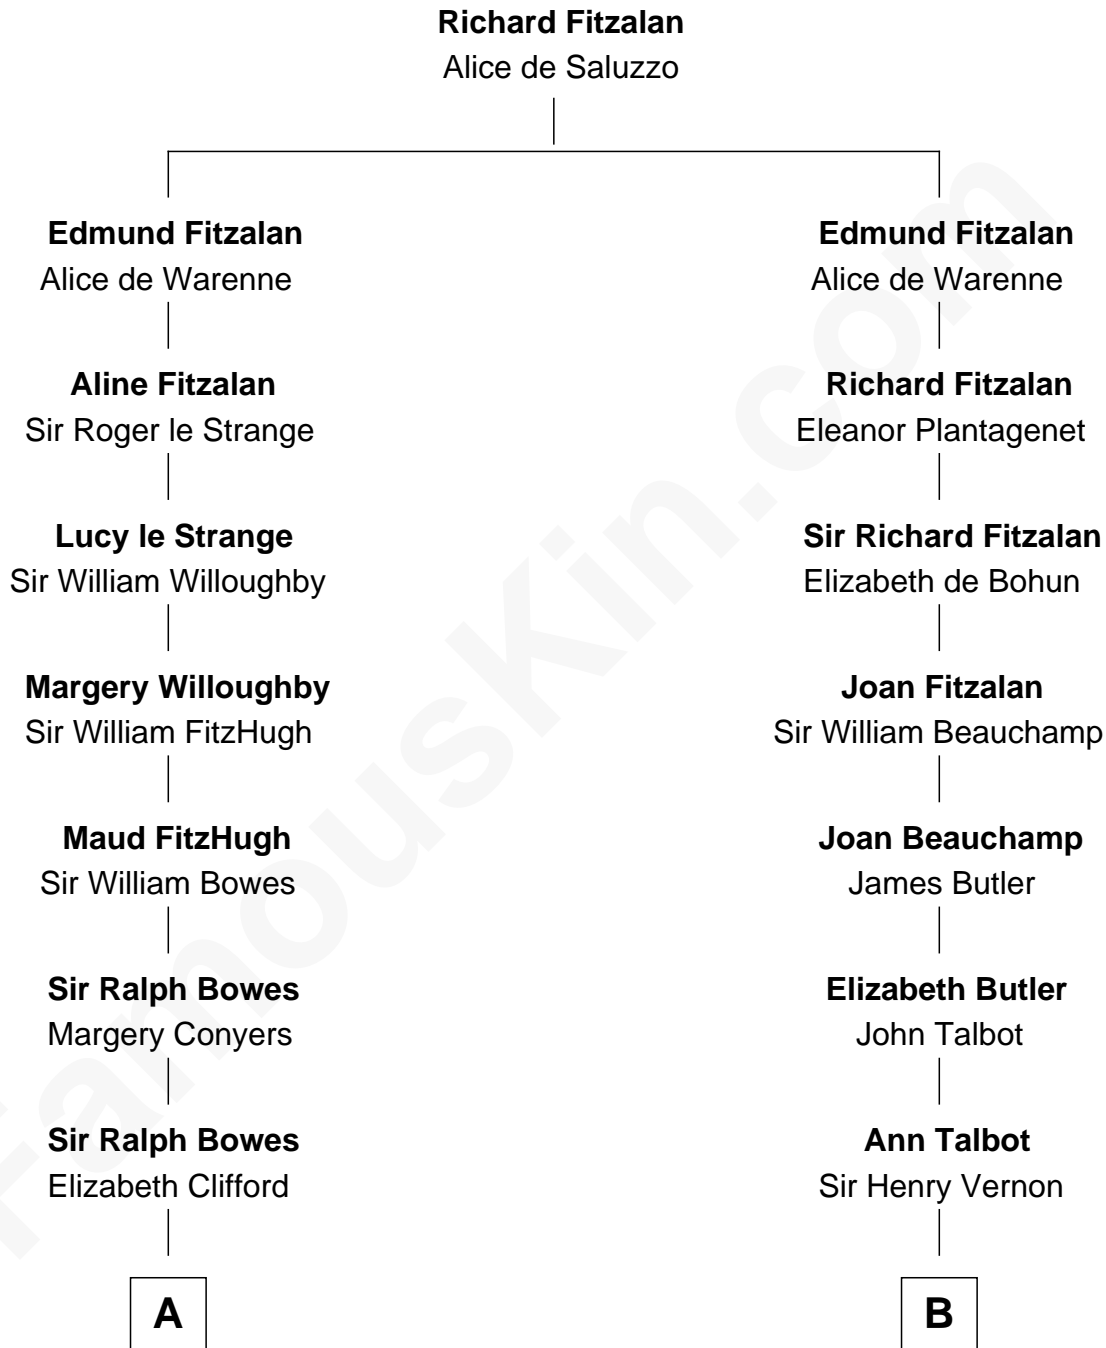 Richard Fitzalan
Alice de Saluzzo
Edmund Fitzalan
Alice de Warenne
Edmund Fitzalan
Alice de Warenne
Aline Fitzalan
Sir Roger le Strange
Richard Fitzalan
Eleanor Plantagenet
Lucy le Strange
Sir William Willoughby
Sir Richard Fitzalan
Elizabeth de Bohun
Margery Willoughby
Sir William FitzHugh
Joan Fitzalan
Sir William Beauchamp
Maud FitzHugh
Sir William Bowes
Joan Beauchamp
James Butler
Sir Ralph Bowes
Margery Conyers
Elizabeth Butler
John Talbot
Sir Ralph Bowes
Elizabeth Clifford
Ann Talbot
Sir Henry Vernon
A
B
FamousKin.com